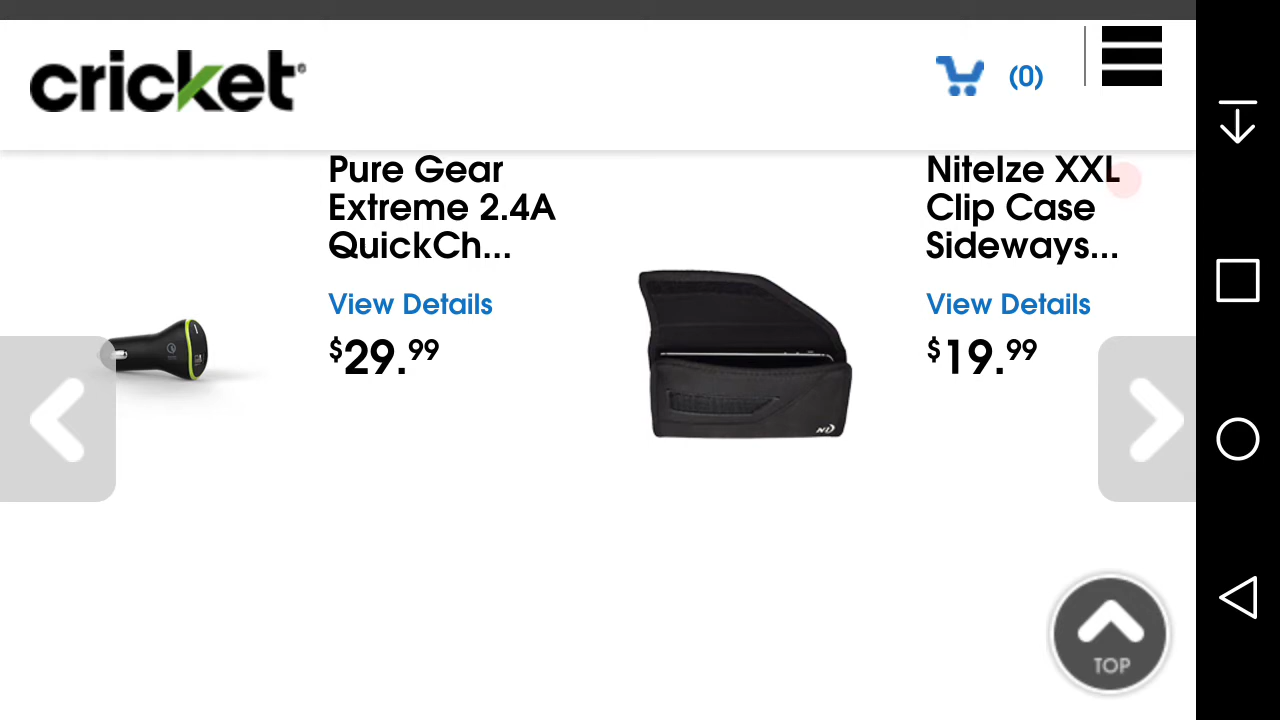 cricket
(0)
Pure Gear
Extreme 2.4A
QuickCh...
View Details
$29.99
NiteIze XXL
Clip Case
Sideways...
View Details
$19.99
TOP